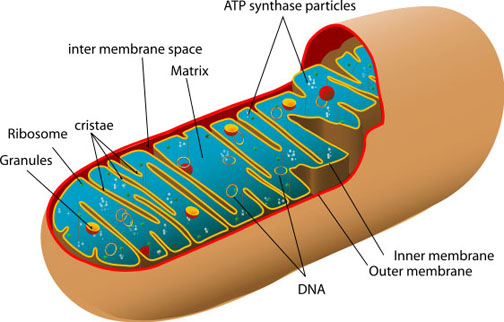 ATP synthase particles
inter membrane space
Matrix
cristae
Ribosome
Granules
Inner membrane
Outer membrane
DNA